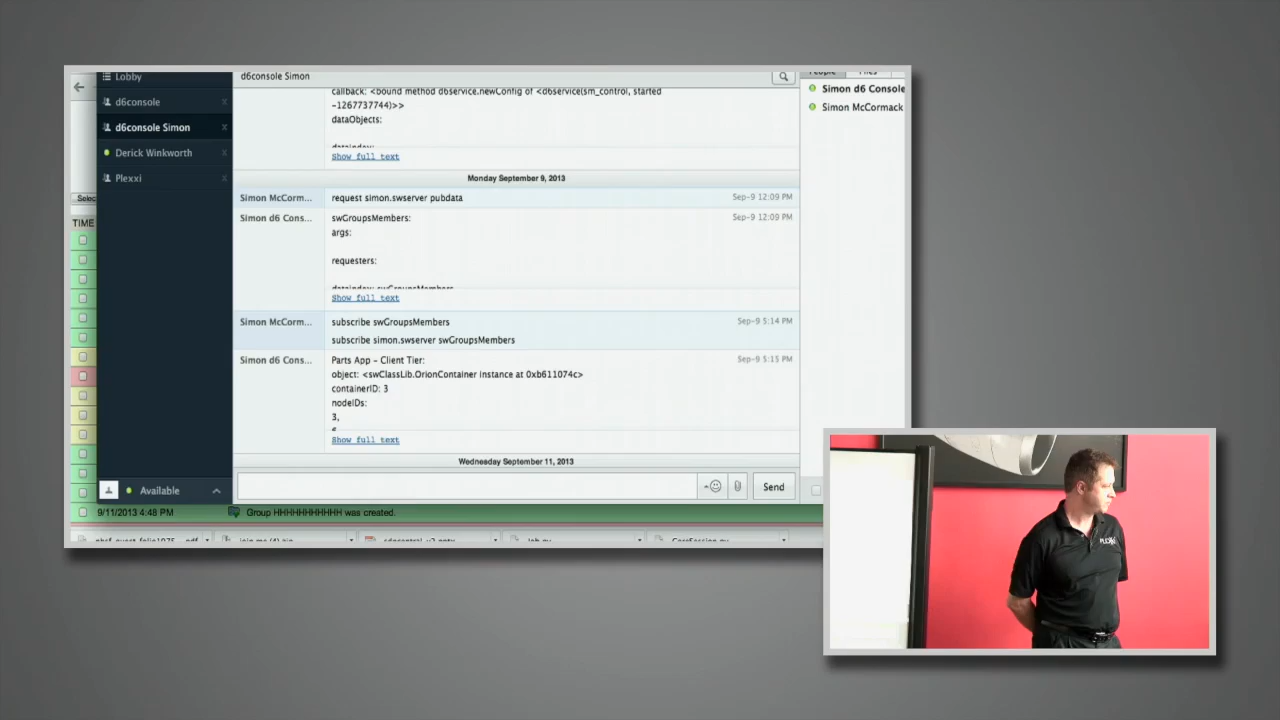 Lobby
d6console
d6console Simon
Derick Winkworth
Plexxi
Available
d6console Simon
callback: <bound method d6service.newConfig of <d6service(sm_control, started
-1267737744)>>
dataObjects:
Show full text
Monday September 9, 2013
Simon McCorm... request simon.swserver pubdata Sep-9 12:09 PM
Simon d6 Cons... swGroupsMembers: Sep-9 12:09 PM
args:
requesters:
dataindex: swGroupsMembers
Show full text
Simon McCorm... subscribe swGroupsMembers Sep-9 5:14 PM
subscribe simon.swserver swGroupsMembers
Simon d6 Cons... Parts App - Client Tier: Sep-9 5:15 PM
object: <swClassLib.OrionContainer instance at 0xb611074c>
containerID: 3
nodeIDs:
3,
Show full text
Wednesday September 11, 2013
Send
People Files
Simon d6 Console
Simon McCormack
Selec
TIME
9/11/2013 4:48 PM Group HHHHHHHHHHH was created.